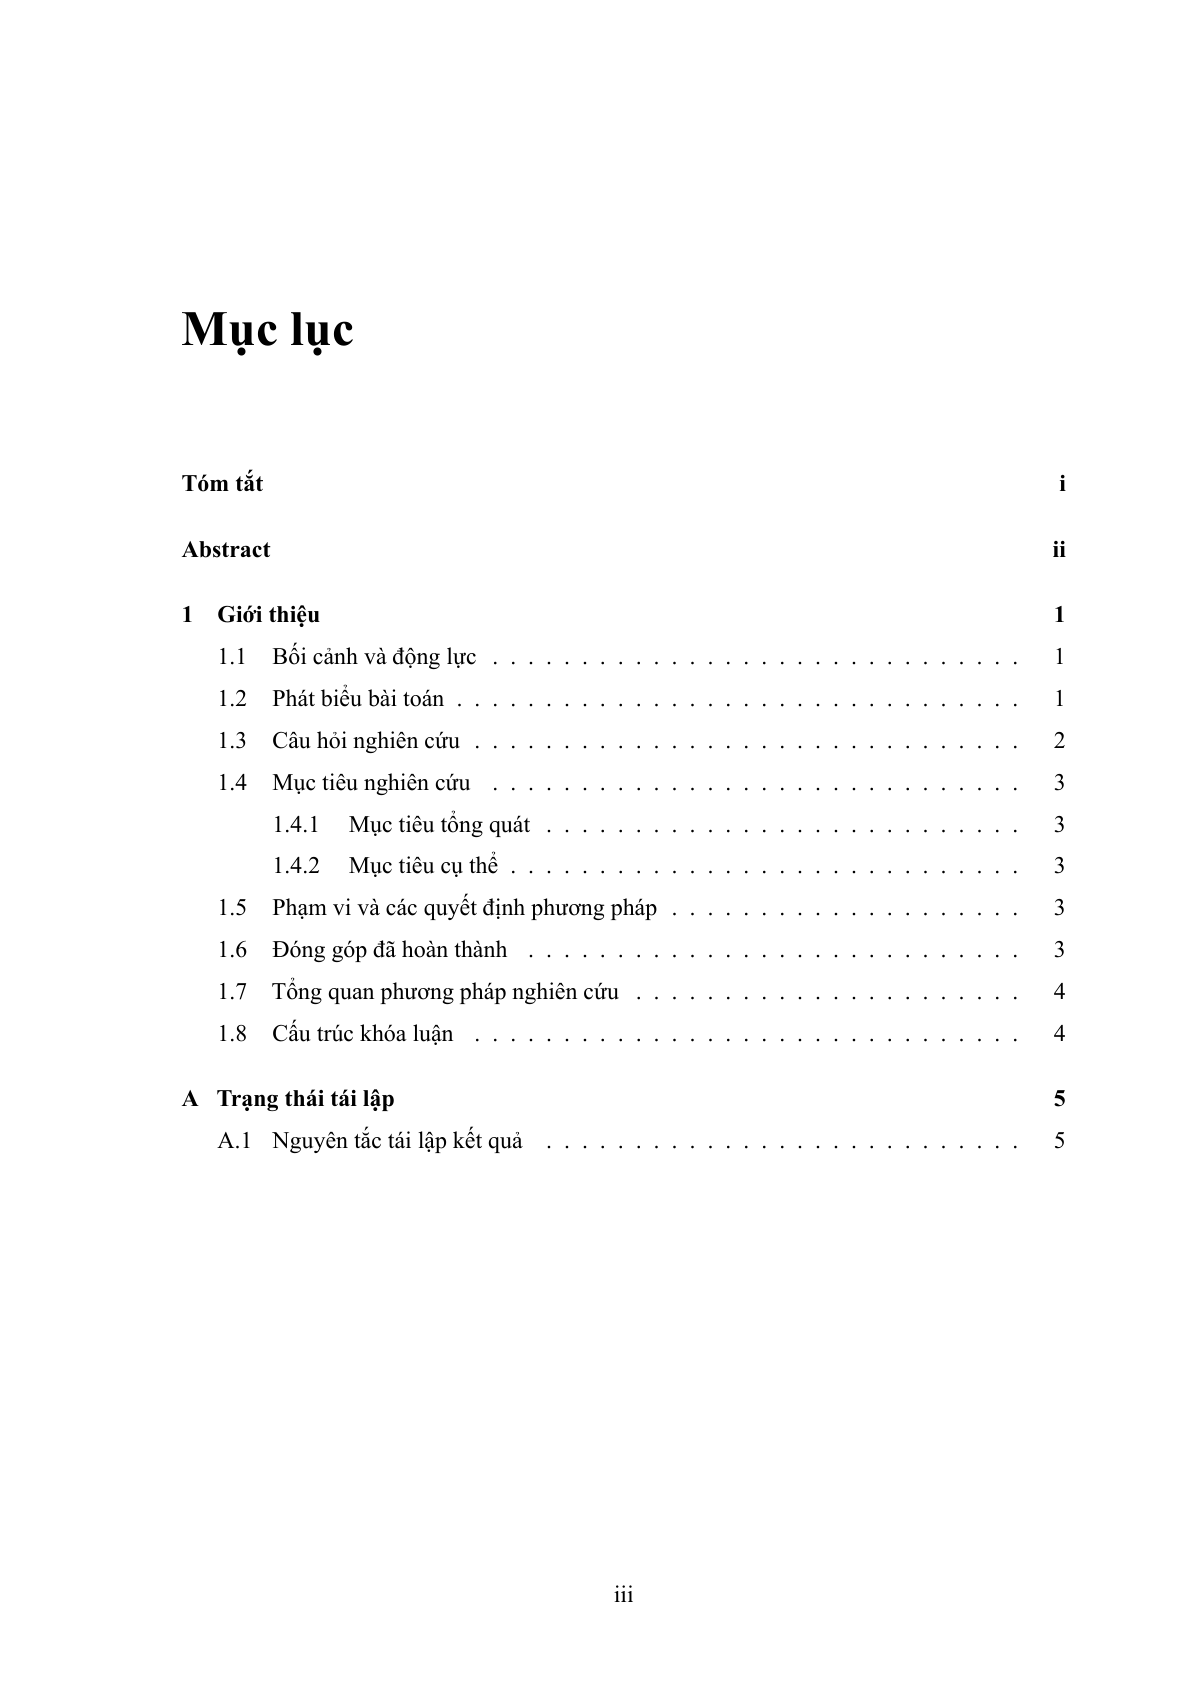 Mục lục
Tóm tắt i
Abstract ii
1 Giới thiệu 1
1.1 Bối cảnh và động lực . . . . . . . . . . . . . . . . . . . . . . . . . . . . . . 1
1.2 Phát biểu bài toán . . . . . . . . . . . . . . . . . . . . . . . . . . . . . . . . 1
1.3 Câu hỏi nghiên cứu . . . . . . . . . . . . . . . . . . . . . . . . . . . . . . . 2
1.4 Mục tiêu nghiên cứu . . . . . . . . . . . . . . . . . . . . . . . . . . . . . . 3
1.4.1 Mục tiêu tổng quát . . . . . . . . . . . . . . . . . . . . . . . . . . . 3
1.4.2 Mục tiêu cụ thể . . . . . . . . . . . . . . . . . . . . . . . . . . . . . 3
1.5 Phạm vi và các quyết định phương pháp . . . . . . . . . . . . . . . . . . . . 3
1.6 Đóng góp đã hoàn thành . . . . . . . . . . . . . . . . . . . . . . . . . . . . 3
1.7 Tổng quan phương pháp nghiên cứu . . . . . . . . . . . . . . . . . . . . . . 4
1.8 Cấu trúc khóa luận . . . . . . . . . . . . . . . . . . . . . . . . . . . . . . . 4
A Trạng thái tái lập 5
A.1 Nguyên tắc tái lập kết quả . . . . . . . . . . . . . . . . . . . . . . . . . . . 5
iii